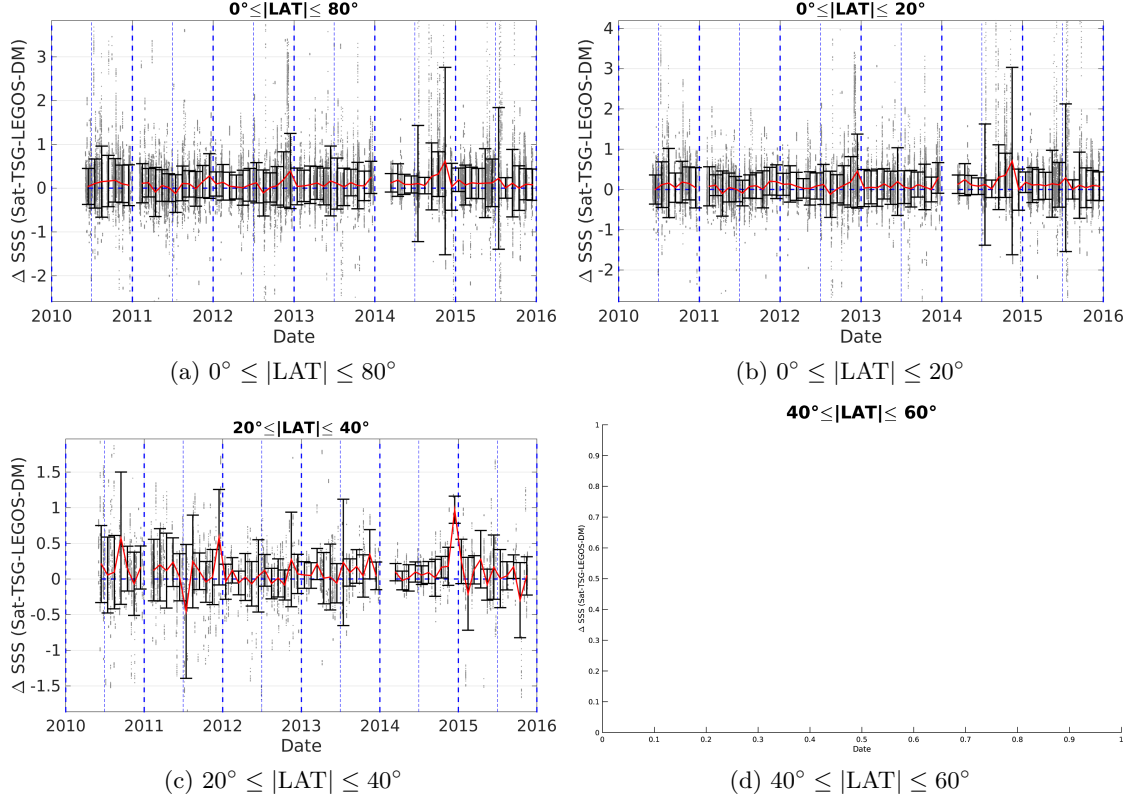 0°≤|LAT|≤ 80°
3
2
1
0
-1
-2
Δ SSS (Sat-TSG-LEGOS-DM)
2010 2011 2012 2013 2014 2015 2016
Date
(a) 0° ≤ |LAT| ≤ 80°
0°≤|LAT|≤ 20°
4
3
2
1
0
-1
-2
Δ SSS (Sat-TSG-LEGOS-DM)
2010 2011 2012 2013 2014 2015 2016
Date
(b) 0° ≤ |LAT| ≤ 20°
20°≤|LAT|≤ 40°
1.5
1
0.5
0
-0.5
-1
-1.5
Δ SSS (Sat-TSG-LEGOS-DM)
2010 2011 2012 2013 2014 2015 2016
Date
(c) 20° ≤ |LAT| ≤ 40°
40°≤|LAT|≤ 60°
1
0.9
0.8
0.7
0.6
0.5
0.4
0.3
0.2
0.1
0
Δ SSS (Sat-TSG-LEGOS-DM)
0 0.1 0.2 0.3 0.4 0.5 0.6 0.7 0.8 0.9 1
Date
(d) 40° ≤ |LAT| ≤ 60°